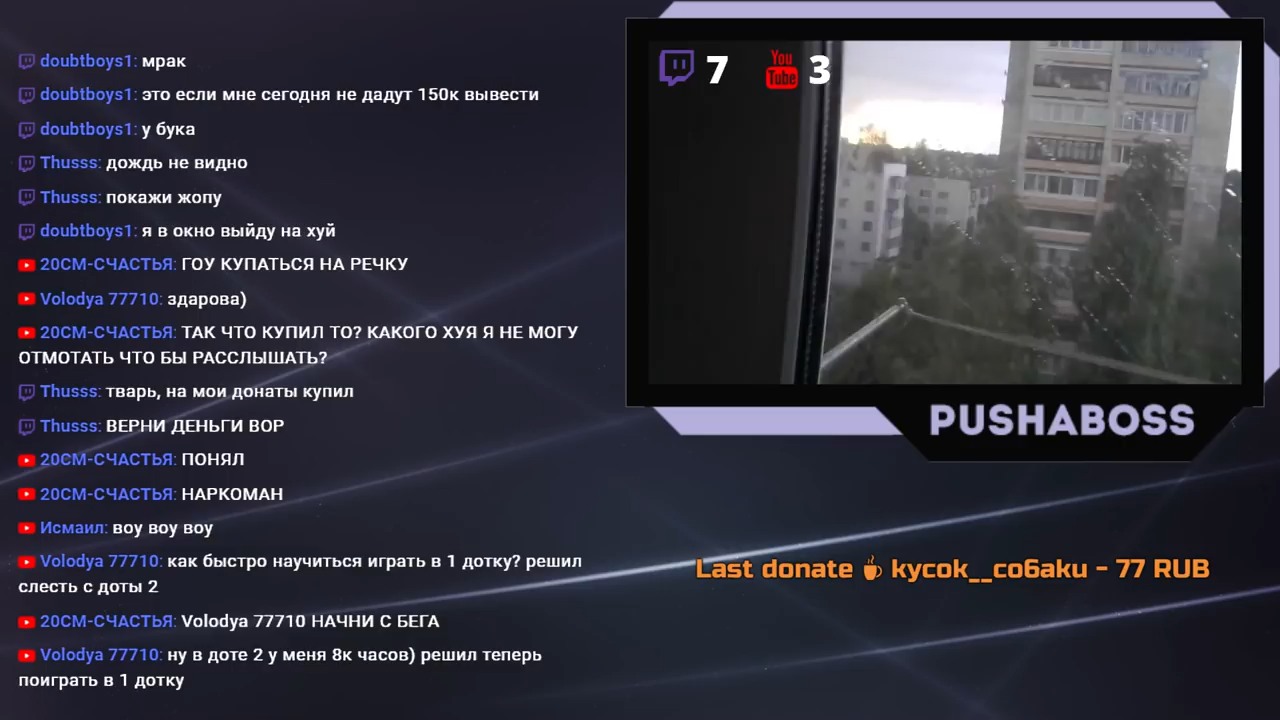 doubtboys1: мрак
doubtboys1: это если мне сегодня не дадут 150к вывести
doubtboys1: у бука
Thusss: дождь не видно
Thusss: покажи жопу
doubtboys1: я в окно выйду на хуй
20СМ-СЧАСТЬЯ: ГОУ КУПАТЬСЯ НА РЕЧКУ
Volodya 77710: здарова)
20СМ-СЧАСТЬЯ: ТАК ЧТО КУПИЛ ТО? КАКОГО ХУЯ Я НЕ МОГУ
ОТМОТАТЬ ЧТО БЫ РАССЛЫШАТЬ?
Thusss: тварь, на мои донаты купил
Thusss: ВЕРНИ ДЕНЬГИ ВОР
20СМ-СЧАСТЬЯ: ПОНЯЛ
20СМ-СЧАСТЬЯ: НАРКОМАН
Исмаил: воу воу воу
Volodya 77710: как быстро научиться играть в 1 дотку? решил
слесть с доты 2
20СМ-СЧАСТЬЯ: Volodya 77710 НАЧНИ С БЕГА
Volodya 77710: ну в доте 2 у меня 8к часов) решил теперь
поиграть в 1 дотку
7 You Tube 3
PUSHABOSS
Last donate kycok__co6aku - 77 RUB